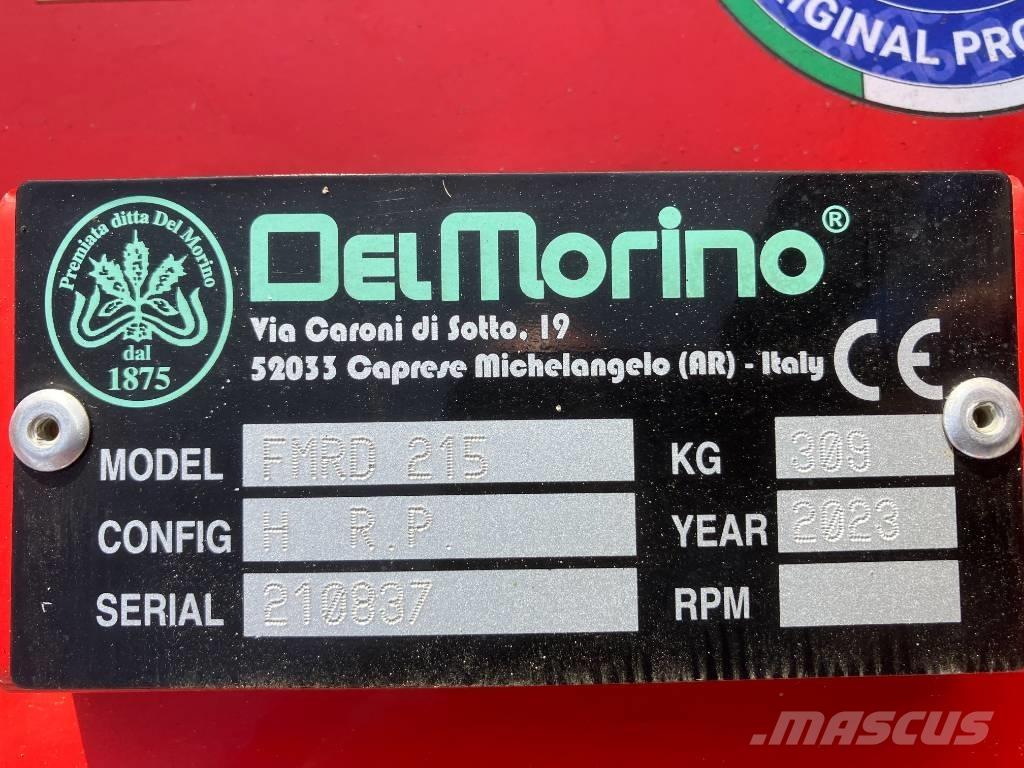 ORIGINAL PRO
Premiata ditta Del Morino
dal
1875
DELMORINO®
Via Caroni di Sotto, 19
52033 Caprese Michelangelo (AR) - Italy CE
MODEL FMRD 215 KG 309
CONFIG H R.P. YEAR 2023
SERIAL 210837 RPM
.MASCUS